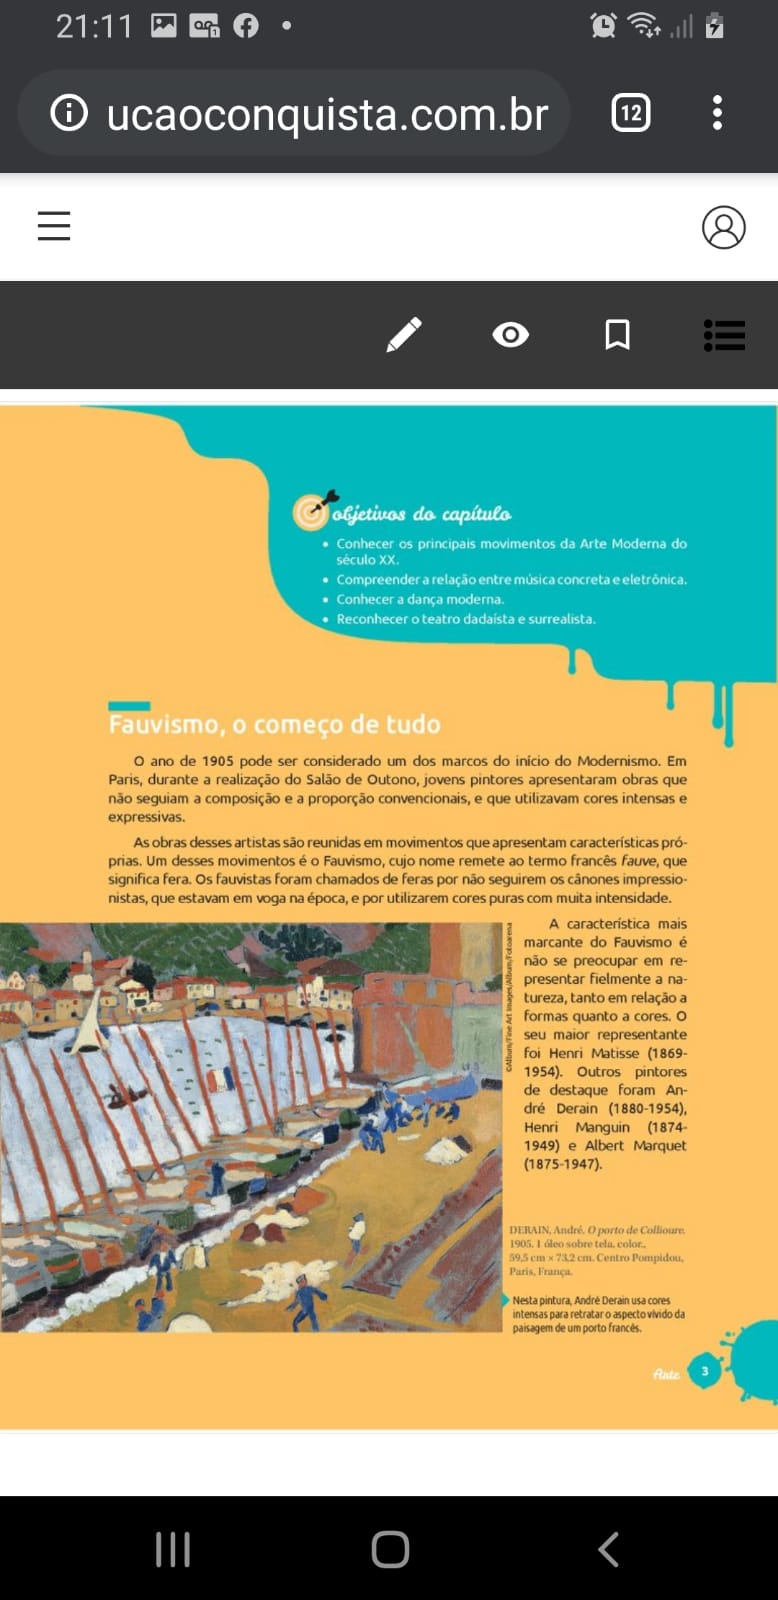 21:11
ucaoconquista.com.br
12
objetivos do capítulo
• Conhecer os principais movimentos da Arte Moderna do
século XX.
• Compreender a relação entre música concreta e eletrônica.
• Conhecer a dança moderna.
• Reconhecer o teatro dadaísta e surrealista.
Fauvismo, o começo de tudo
O ano de 1905 pode ser considerado um dos marcos do início do Modernismo. Em
Paris, durante a realização do Salão de Outono, jovens pintores apresentaram obras que
não seguiam a composição e a proporção convencionais, e que utilizavam cores intensas e
expressivas.
As obras desses artistas são reunidas em movimentos que apresentam características pró-
prias. Um desses movimentos é o Fauvismo, cujo nome remete ao termo francês fauve, que
significa fera. Os fauvistas foram chamados de feras por não seguirem os cânones impressio-
nistas, que estavam em voga na época, e por utilizarem cores puras com muita intensidade.
©Album/Fine Art Images/Album/Fotoarena
A característica mais
marcante do Fauvismo é
não se preocupar em re-
presentar fielmente a na-
tureza, tanto em relação a
formas quanto a cores. O
seu maior representante
foi Henri Matisse (1869-
1954). Outros pintores
de destaque foram An-
dré Derain (1880-1954),
Henri Manguin (1874-
1949) e Albert Marquet
(1875-1947).
DERAIN, André. O porto de Collioure.
1905. 1 óleo sobre tela, color.,
59,5 cm × 73,2 cm. Centro Pompidou,
Paris, França.
Nesta pintura, André Derain usa cores
intensas para retratar o aspecto vívido da
paisagem de um porto francês.
Arte 3